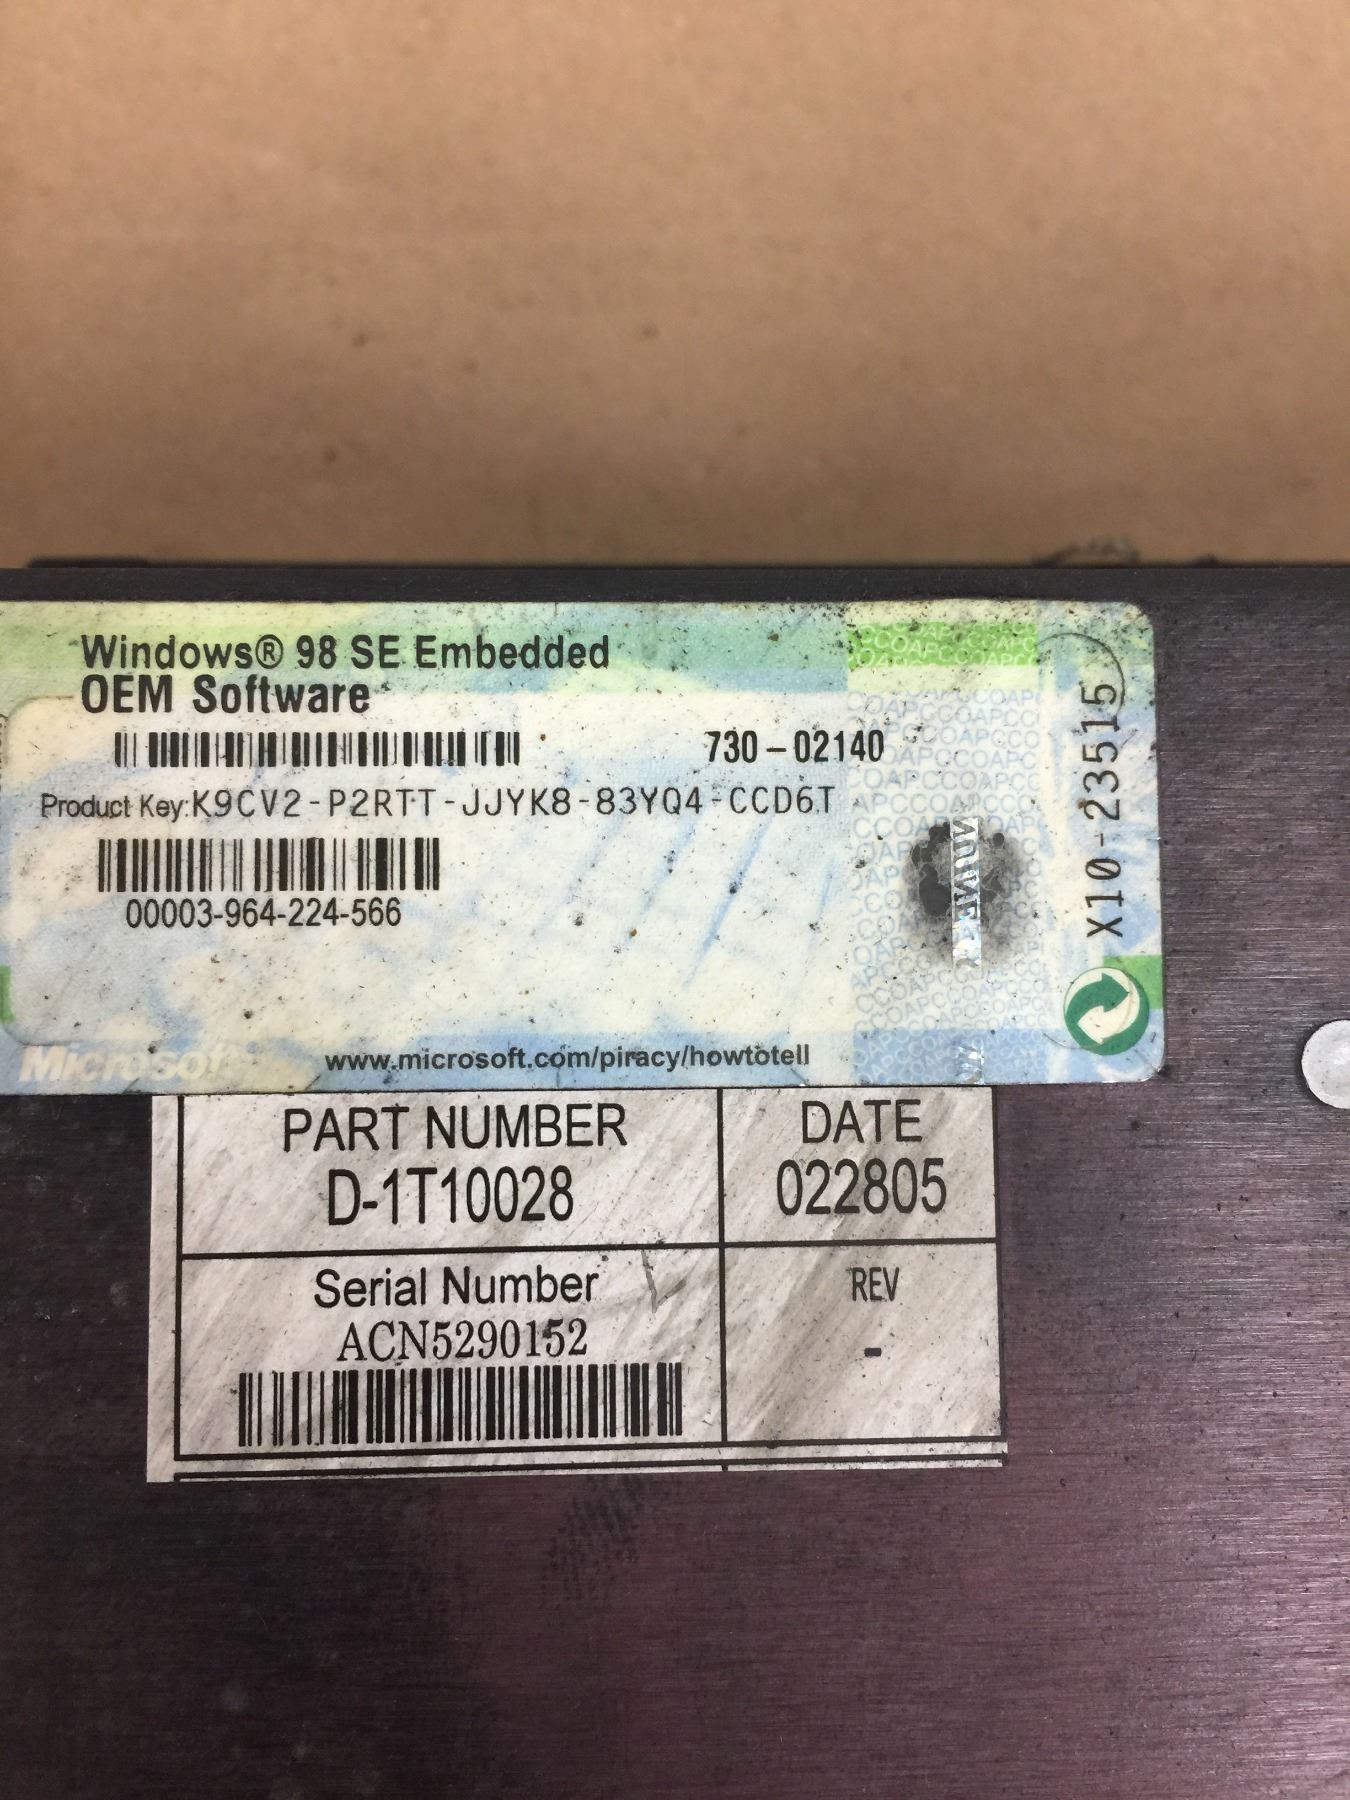 Windows® 98 SE Embedded
OEM Software
730-02140
Product Key: K9CV2-P2RTT-JJYK8-83YQ4-CCD6T
00003-964-224-566
X10-23515
Microsoft
www.microsoft.com/piracy/howtotell
PART NUMBER
D-1T10028
DATE
022805
Serial Number
ACN5290152
REV
-